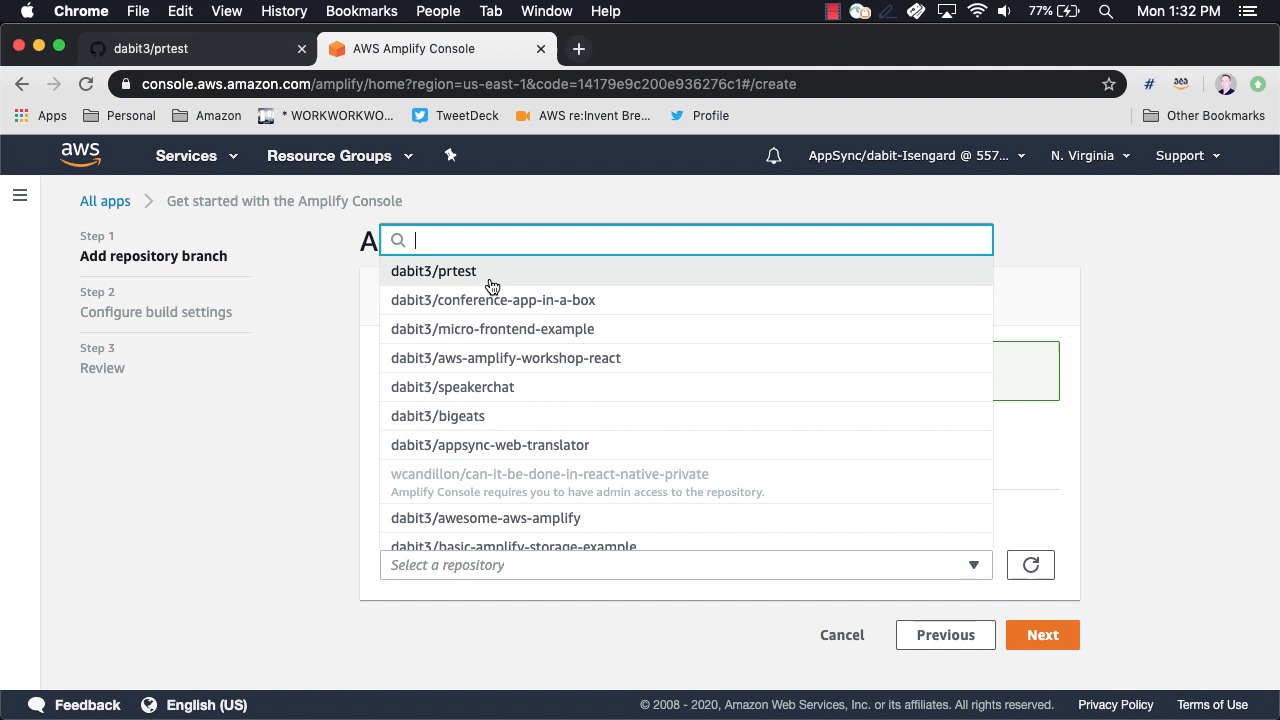 Chrome File Edit View History Bookmarks People Tab Window Help 77% Mon 1:32 PM
dabit3/prtest AWS Amplify Console
console.aws.amazon.com/amplify/home?region=us-east-1&code=14179e9c200e936276c1#/create
Apps Personal Amazon * WORKWORKWO... TweetDeck AWS re:Invent Bre... Profile Other Bookmarks
aws Services Resource Groups AppSync/dabit-Isengard @ 557... N. Virginia Support
All apps Get started with the Amplify Console
Step 1
Add repository branch
Step 2
Configure build settings
Step 3
Review
A
dabit3/prtest
dabit3/conference-app-in-a-box
dabit3/micro-frontend-example
dabit3/aws-amplify-workshop-react
dabit3/speakerchat
dabit3/bigeats
dabit3/appsync-web-translator
wcandillon/can-it-be-done-in-react-native-private
Amplify Console requires you to have admin access to the repository.
dabit3/awesome-aws-amplify
dabit3/basic-amplify-storage-example
Select a repository
Cancel Previous Next
Feedback English (US) © 2008 - 2020, Amazon Web Services, Inc. or its affiliates. All rights reserved. Privacy Policy Terms of Use